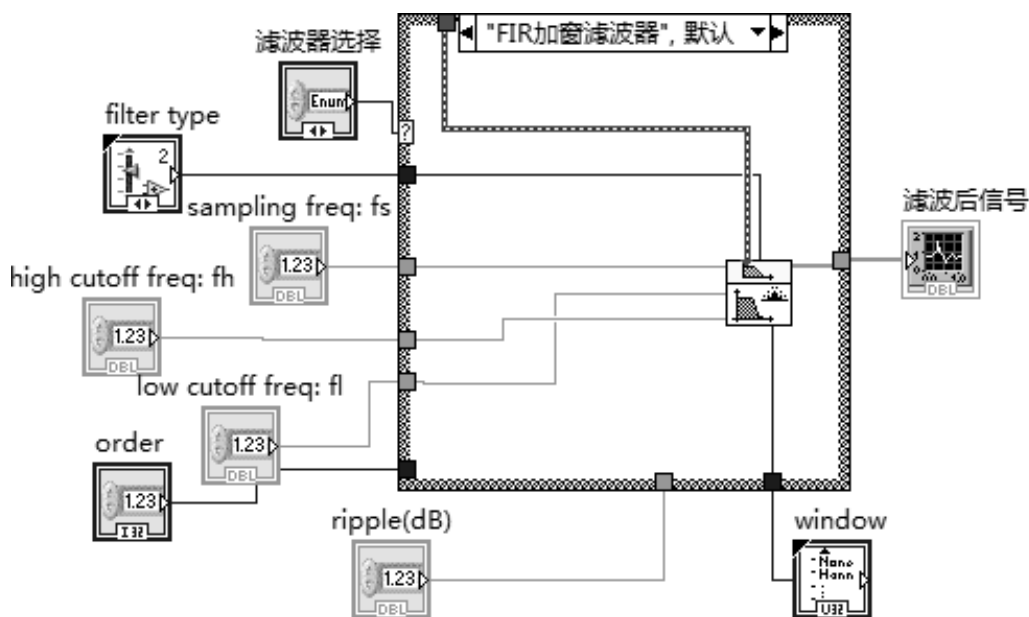 "FIR加窗滤波器", 默认
滤波器选择
Enum
?
filter type
2
sampling freq: fs
1.23
DBL
滤波后信号
2
DBL
high cutoff freq: fh
1.23
DBL
low cutoff freq: fl
1.23
DBL
order
1.23
I32
ripple(dB)
1.23
DBL
window
None
Hann
U32